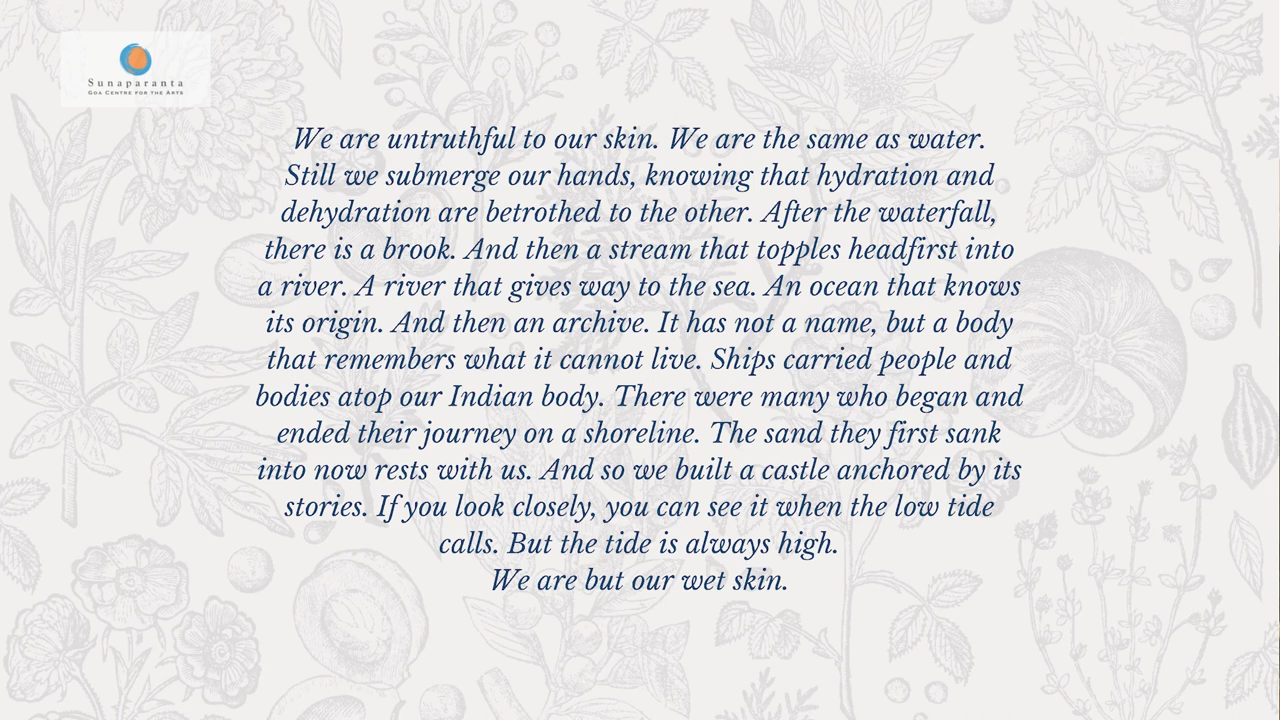 Sunaparanta
Goa Centre for the Arts
We are untruthful to our skin. We are the same as water.
Still we submerge our hands, knowing that hydration and
dehydration are betrothed to the other. After the waterfall,
there is a brook. And then a stream that topples headfirst into
a river. A river that gives way to the sea. An ocean that knows
its origin. And then an archive. It has not a name, but a body
that remembers what it cannot live. Ships carried people and
bodies atop our Indian body. There were many who began and
ended their journey on a shoreline. The sand they first sank
into now rests with us. And so we built a castle anchored by its
stories. If you look closely, you can see it when the low tide
calls. But the tide is always high.
We are but our wet skin.